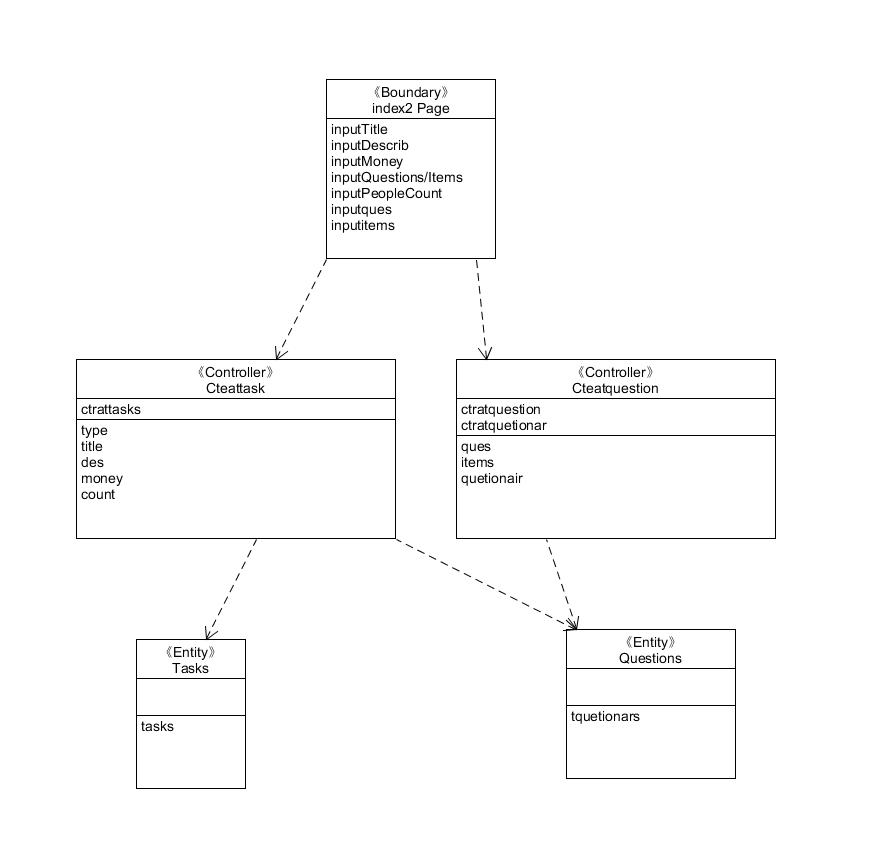 《Boundary》
index2 Page
inputTitle
inputDescrib
inputMoney
inputQuestions/Items
inputPeopleCount
inputques
inputitems
《Controller》
Cteattask
ctrattasks
type
title
des
money
count
《Controller》
Cteatquestion
ctratquestion
ctratquetionar
ques
items
quetionair
《Entity》
Tasks
tasks
《Entity》
Questions
tquetionars